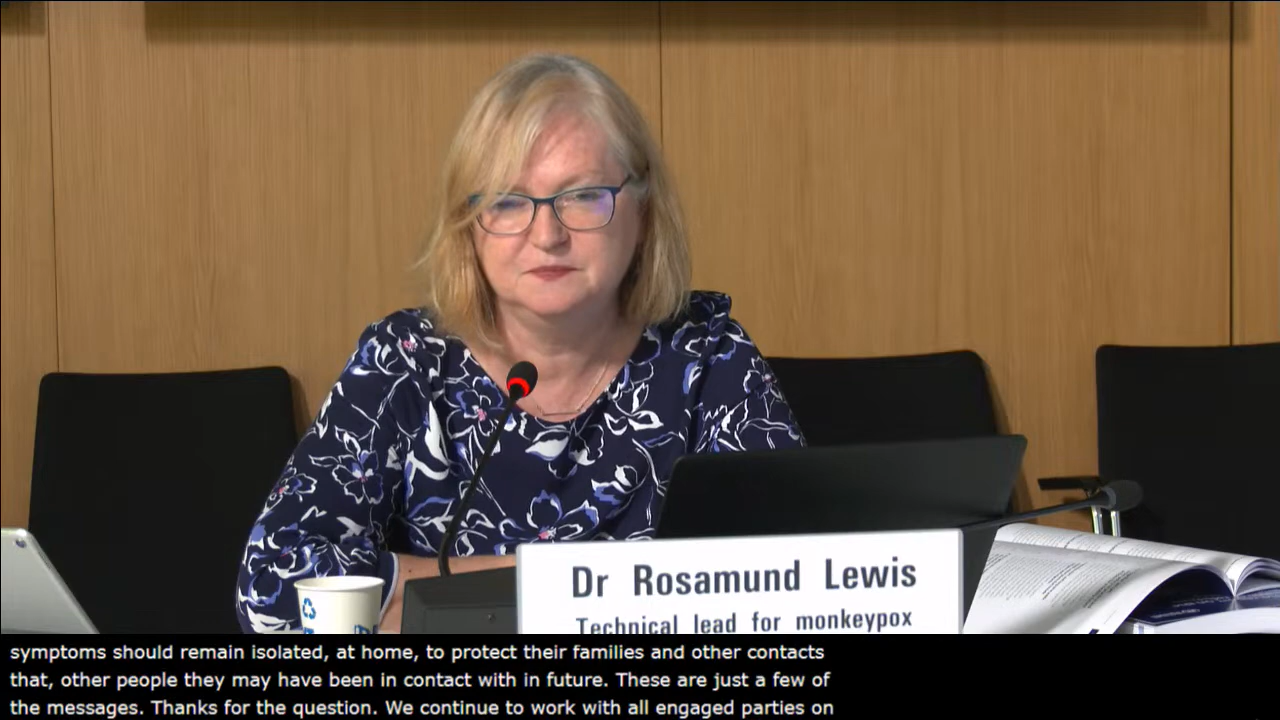 Dr Rosamund Lewis
Technical lead for monkeypox
symptoms should remain isolated, at home, to protect their families and other contacts
that, other people they may have been in contact with in future. These are just a few of
the messages. Thanks for the question. We continue to work with all engaged parties on